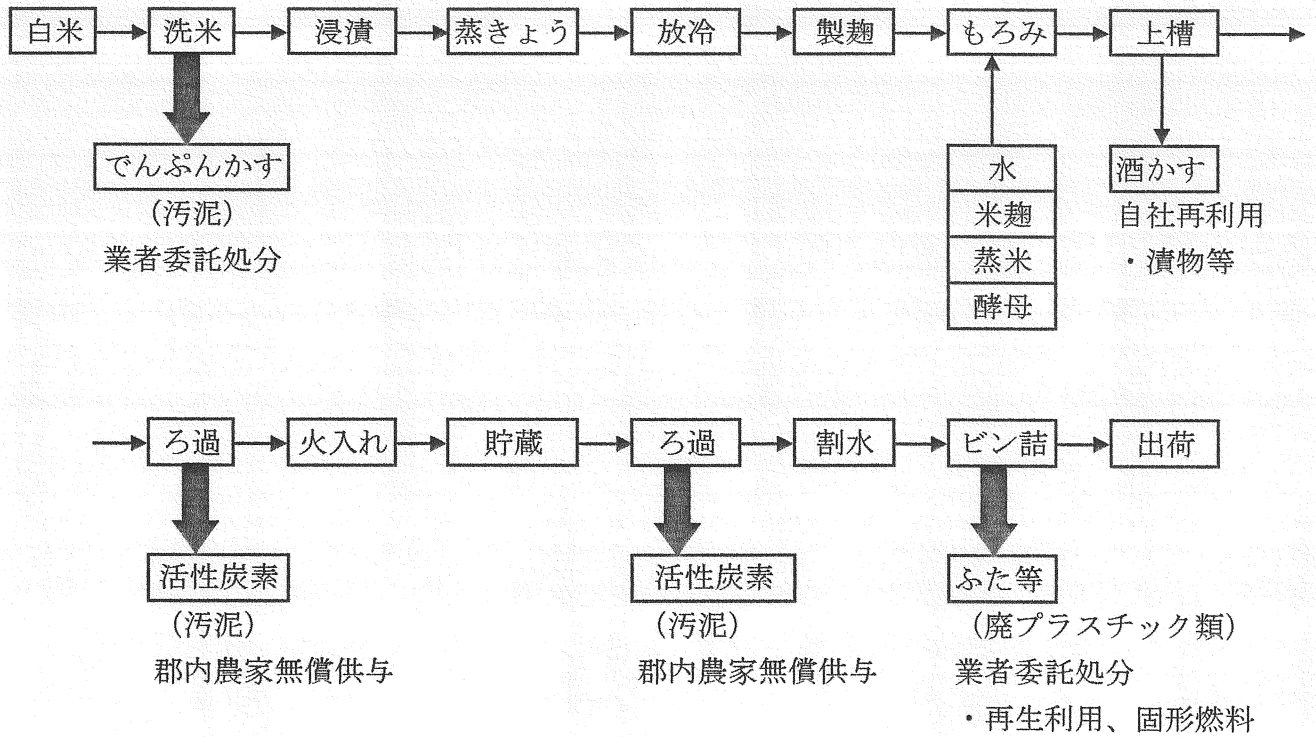 白米 洗米 浸漬 蒸きょう 放冷 製麹 もろみ 上槽
でんぷんかす
(汚泥)
業者委託処分
水
米麹
蒸米
酵母
酒かす
自社再利用
・漬物等
ろ過 火入れ 貯蔵 ろ過 割水 ビン詰 出荷
活性炭素
(汚泥)
郡内農家無償供与
活性炭素
(汚泥)
郡内農家無償供与
ふた等
(廃プラスチック類)
業者委託処分
・再生利用、固形燃料